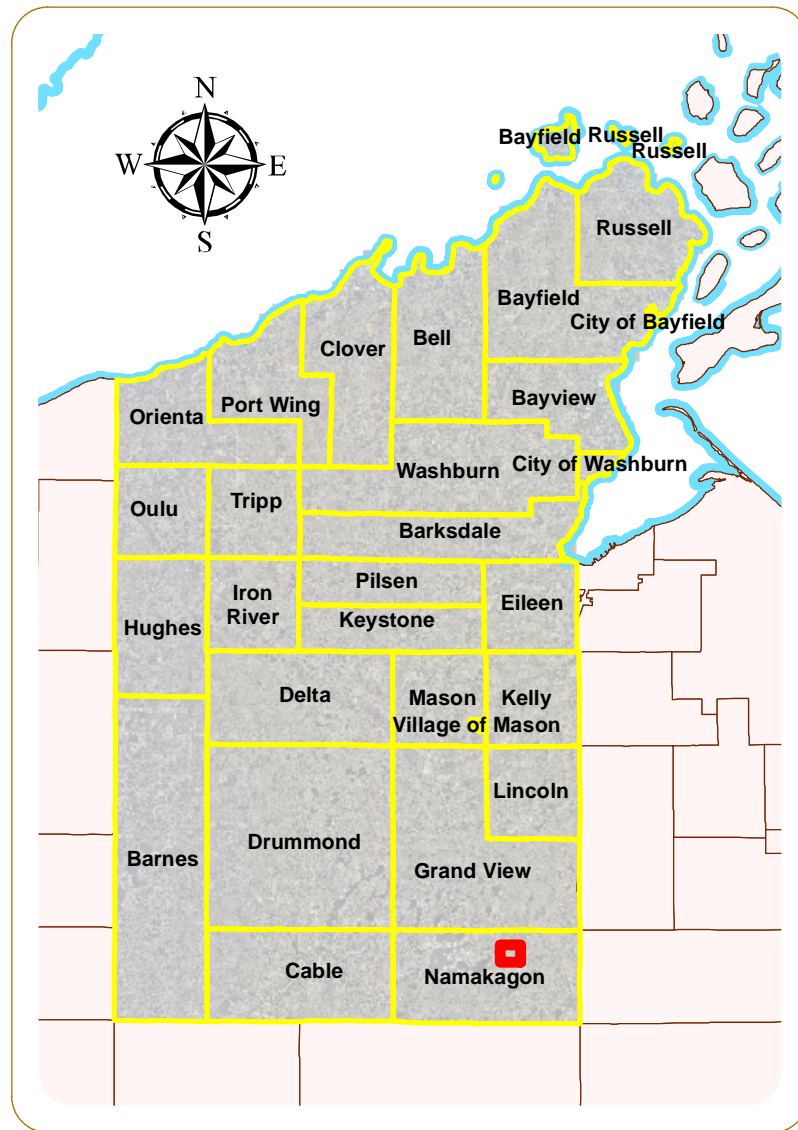 N
W E
S
Bayfield Russell
Russell
Russell
Bayfield
City of Bayfield
Clover
Bell
Bayview
Port Wing
Orienta
Washburn
City of Washburn
Oulu
Tripp
Barksdale
Pilsen
Iron
River
Eileen
Keystone
Hughes
Delta
Mason
Kelly
Village of Mason
Lincoln
Drummond
Barnes
Grand View
Cable
Namakagon